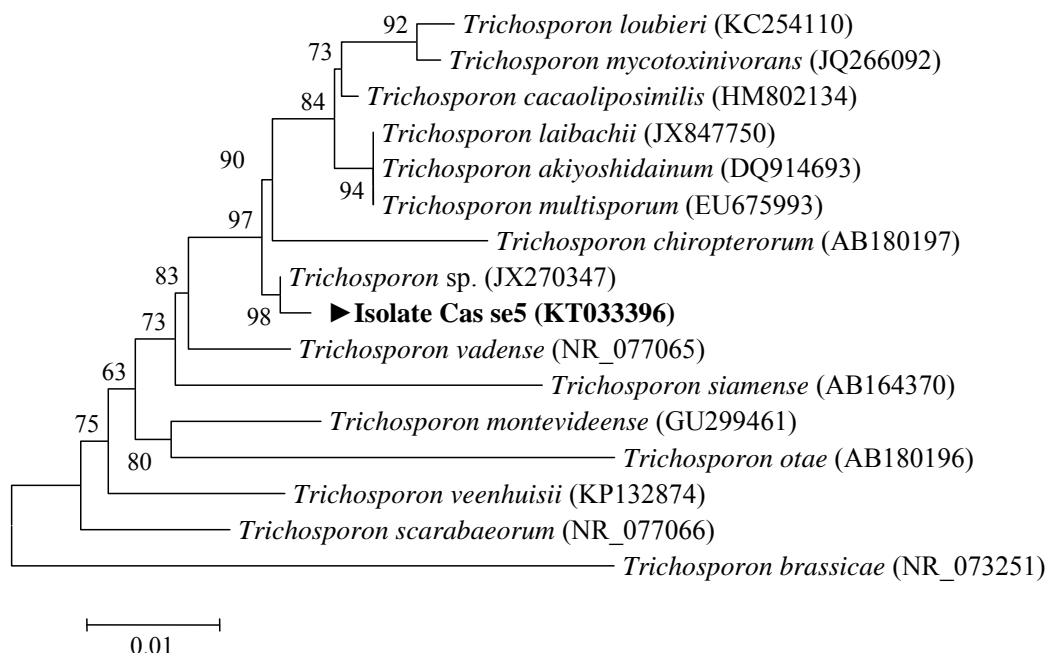 92
Trichosporon loubieri (KC254110)
73
Trichosporon mycotoxinivorans (JQ266092)
84
Trichosporon cacaoliposimilis (HM802134)
Trichosporon laibachii (JX847750)
90
Trichosporon akiyoshidainum (DQ914693)
94
Trichosporon multisporum (EU675993)
97
Trichosporon chiropterorum (AB180197)
83
Trichosporon sp. (JX270347)
98
►Isolate Cas se5 (KT033396)
73
Trichosporon vadense (NR_077065)
63
Trichosporon siamense (AB164370)
75
Trichosporon montevideense (GU299461)
80
Trichosporon otae (AB180196)
Trichosporon veenhuisii (KP132874)
Trichosporon scarabaeorum (NR_077066)
Trichosporon brassicae (NR_073251)
0.01